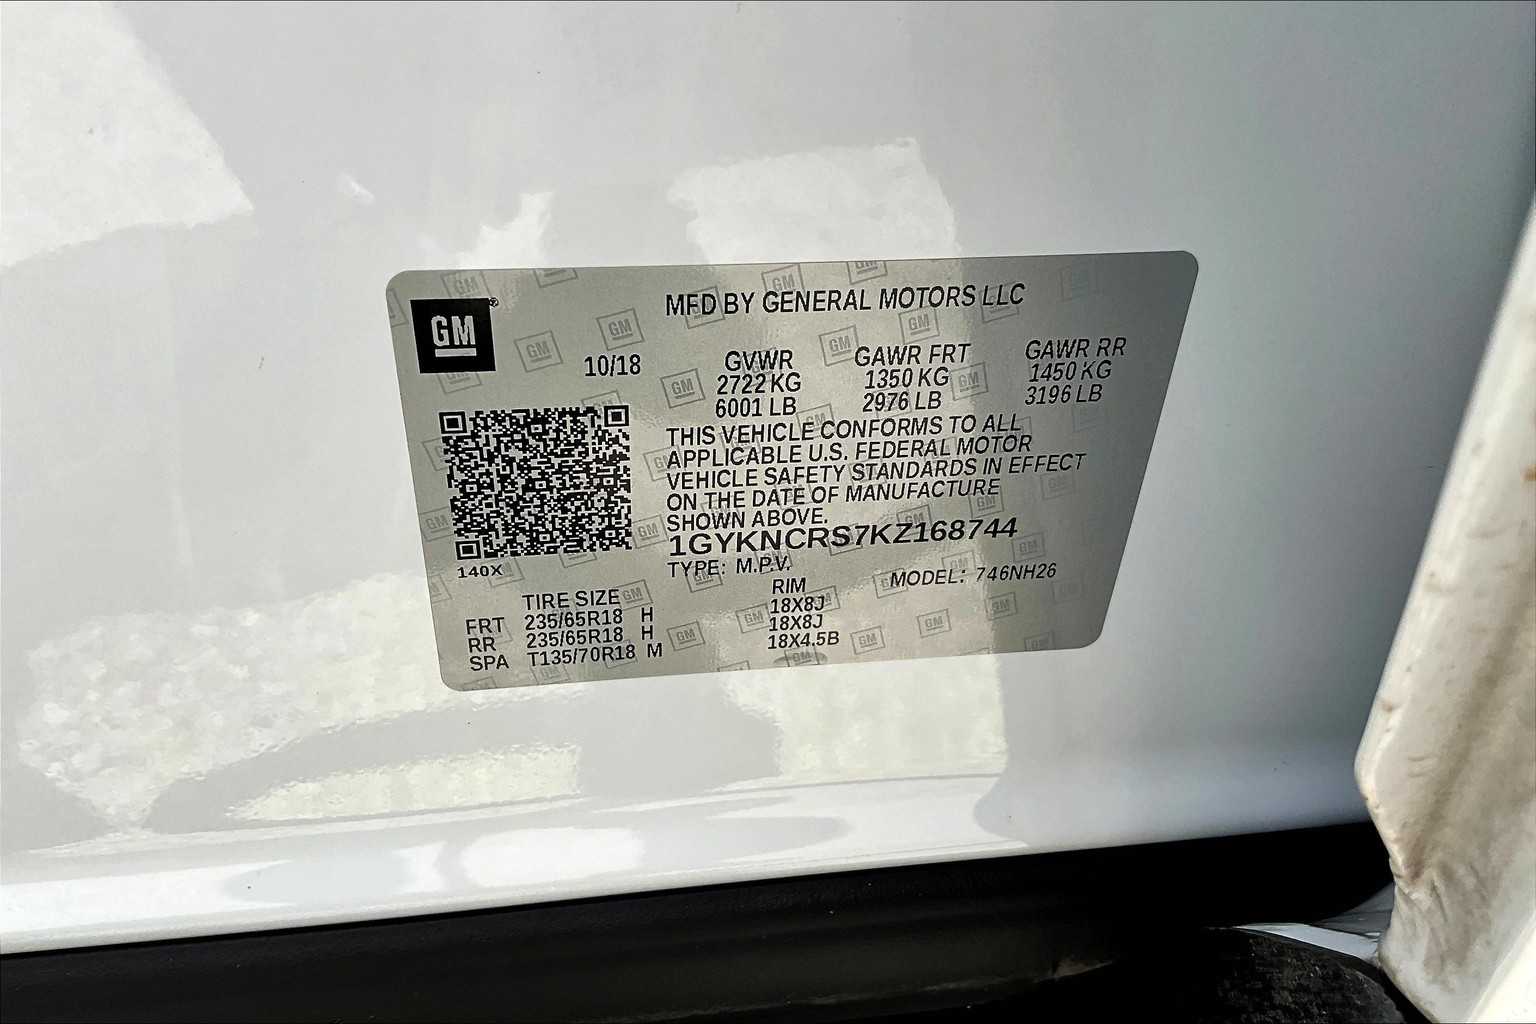 GM®
MFD BY GENERAL MOTORS LLC
10/18
GVWR GAWR FRT GAWR RR
2722 KG 1350 KG 1450 KG
6001 LB 2976 LB 3196 LB
THIS VEHICLE CONFORMS TO ALL
APPLICABLE U.S. FEDERAL MOTOR
VEHICLE SAFETY STANDARDS IN EFFECT
ON THE DATE OF MANUFACTURE
SHOWN ABOVE.
1GYKNCRS7KZ168744
140X
TYPE: M.P.V. MODEL: 746NH26
TIRE SIZE RIM
FRT 235/65R18 H 18X8J
RR 235/65R18 H 18X8J
SPA T135/70R18 M 18X4.5B